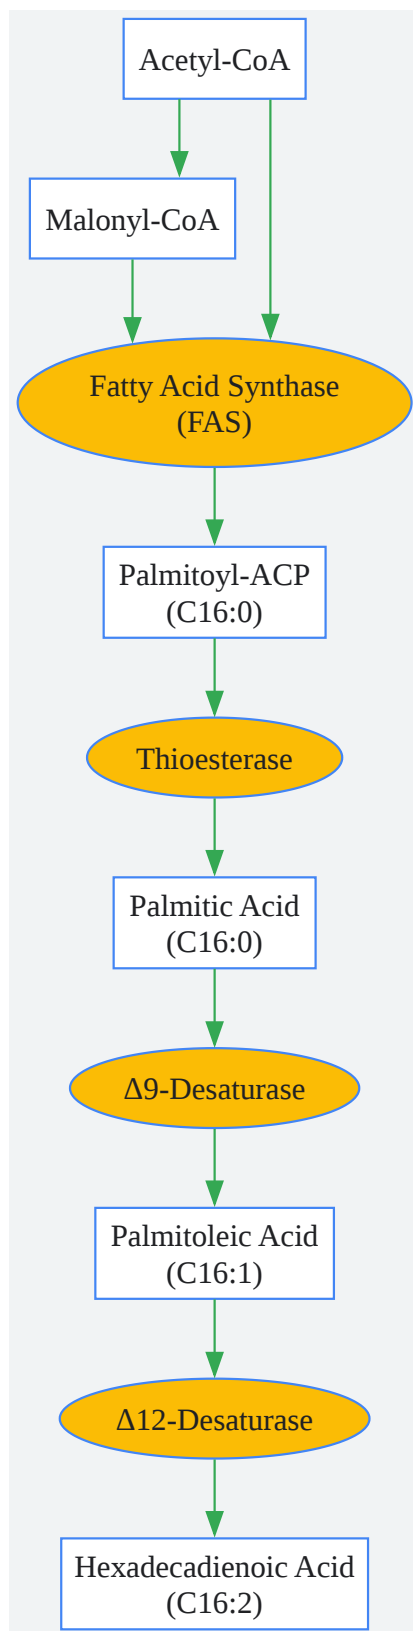 Acetyl-CoA
Malonyl-CoA
Fatty Acid Synthase
(FAS)
Palmitoyl-ACP
(C16:0)
Thioesterase
Palmitic Acid
(C16:0)
Δ9-Desaturase
Palmitoleic Acid
(C16:1)
Δ12-Desaturase
Hexadecadienoic Acid
(C16:2)